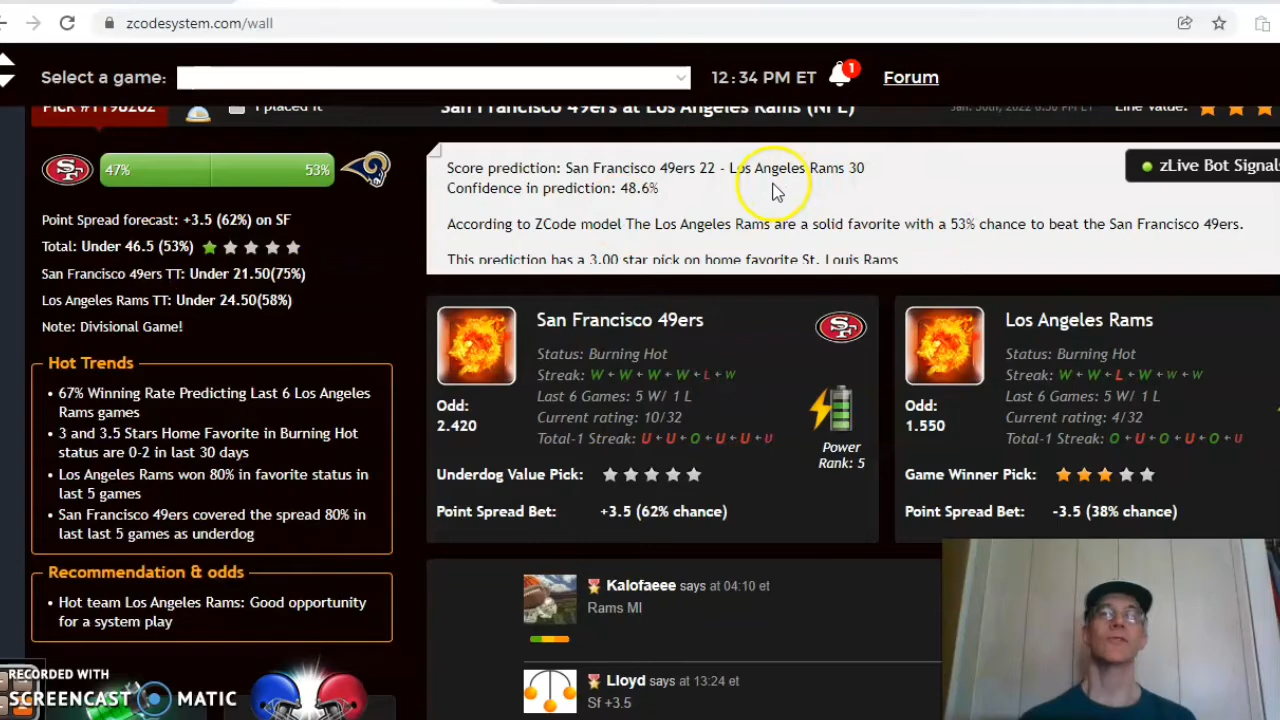 zcodesystem.com/wall
Select a game:
12:34 PM ET
1
Forum
I placed it
San Francisco 49ers at Los Angeles Rams (NFL)
Line Value:
47%
53%
Score prediction: San Francisco 49ers 22 - Los Angeles Rams 30
Confidence in prediction: 48.6%
According to ZCode model The Los Angeles Rams are a solid favorite with a 53% chance to beat the San Francisco 49ers.
This prediction has a 3.00 star pick on home favorite St. Louis Rams
zLive Bot Signals
Point Spread forecast: +3.5 (62%) on SF
Total: Under 46.5 (53%)
San Francisco 49ers TT: Under 21.50(75%)
Los Angeles Rams TT: Under 24.50(58%)
Note: Divisional Game!
Hot Trends
• 67% Winning Rate Predicting Last 6 Los Angeles
Rams games
• 3 and 3.5 Stars Home Favorite in Burning Hot
status are 0-2 in last 30 days
• Los Angeles Rams won 80% in favorite status in
last 5 games
• San Francisco 49ers covered the spread 80% in
last last 5 games as underdog
Recommendation & odds
• Hot team Los Angeles Rams: Good opportunity
for a system play
San Francisco 49ers
Status: Burning Hot
Streak: W ← W ← W ← W ← L ← W
Last 6 Games: 5 W/ 1 L
Current rating: 10/32
Total-1 Streak: U ← U ← O ← U ← U ← U
Odd:
2.420
Power
Rank: 5
Underdog Value Pick:
Point Spread Bet: +3.5 (62% chance)
Los Angeles Rams
Status: Burning Hot
Streak: W ← W ← L ← W ← W ← W
Last 6 Games: 5 W/ 1 L
Current rating: 4/32
Total-1 Streak: O ← U ← O ← U ← O ← U
Odd:
1.550
Game Winner Pick:
Point Spread Bet: -3.5 (38% chance)
Kalofaeee says at 04:10 et
Rams Ml
Lloyd says at 13:24 et
Sf +3.5
RECORDED WITH
SCREENCAST MATIC